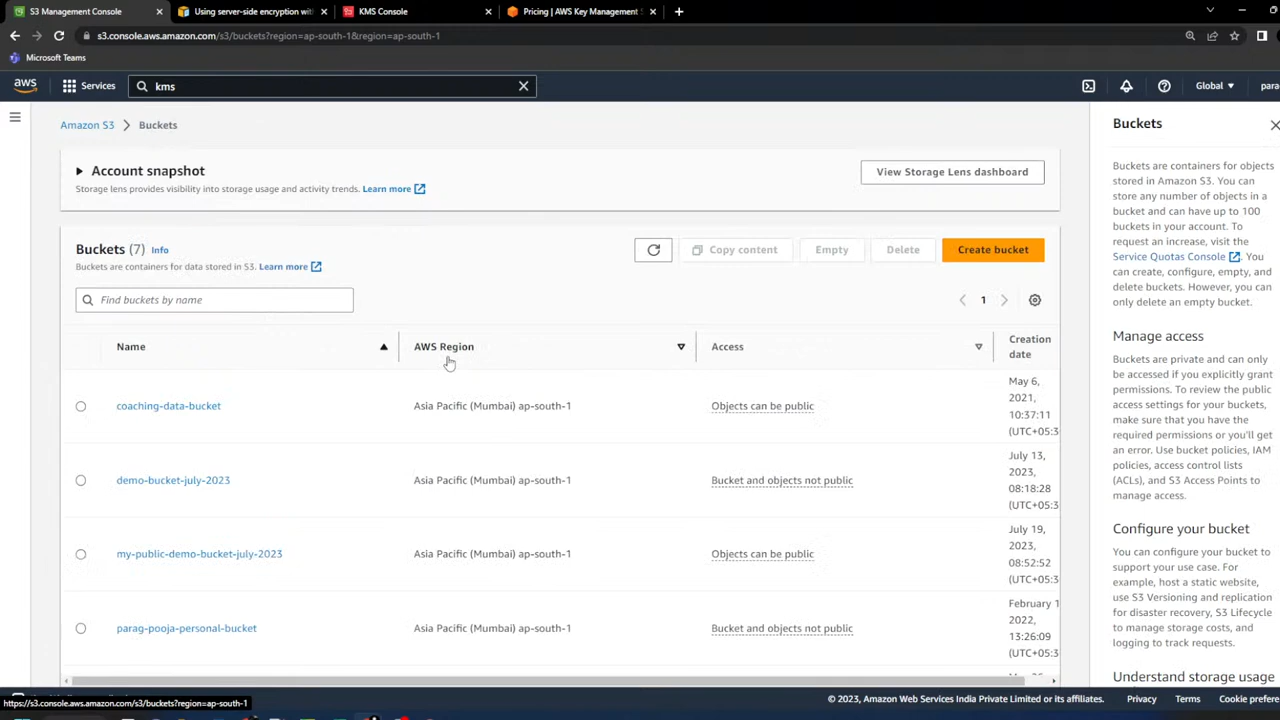 S3 Management Console
Using server-side encryption with
KMS Console
Pricing | AWS Key Management
s3.console.aws.amazon.com/s3/buckets?region=ap-south-1&region=ap-south-1
Microsoft Teams
aws
Services
kms
Global
para
Amazon S3 > Buckets
Account snapshot
Storage lens provides visibility into storage usage and activity trends. Learn more
View Storage Lens dashboard
Buckets (7) Info
Buckets are containers for data stored in S3. Learn more
Copy content
Empty
Delete
Create bucket
Find buckets by name
1
Name
AWS Region
Access
Creation
date
coaching-data-bucket
Asia Pacific (Mumbai) ap-south-1
Objects can be public
May 6,
2021,
10:37:11
(UTC+05:3
demo-bucket-july-2023
Asia Pacific (Mumbai) ap-south-1
Bucket and objects not public
July 13,
2023,
08:18:28
(UTC+05:3
my-public-demo-bucket-july-2023
Asia Pacific (Mumbai) ap-south-1
Objects can be public
July 19,
2023,
08:52:52
(UTC+05:3
parag-pooja-personal-bucket
Asia Pacific (Mumbai) ap-south-1
Bucket and objects not public
February 1
2022,
13:26:09
(UTC+05:3
Buckets
Buckets are containers for objects
stored in Amazon S3. You can
store any number of objects in a
bucket and can have up to 100
buckets in your account. To
request an increase, visit the
Service Quotas Console. You
can create, configure, empty, and
delete buckets. However, you can
only delete an empty bucket.
Manage access
Buckets are private and can only
be accessed if you explicitly grant
permissions. To review the public
access settings for your buckets,
make sure that you have the
required permissions or you'll get
an error. Use bucket policies, IAM
policies, access control lists
(ACLs), and S3 Access Points to
manage access.
Configure your bucket
You can configure your bucket to
support your use case. For
example, host a static website,
use S3 Versioning and replication
for disaster recovery, S3 Lifecycle
to manage storage costs, and
logging to track requests.
Understand storage usage
https://s3.console.aws.amazon.com/s3/buckets?region=ap-south-1
© 2023, Amazon Web Services India Private Limited or its affiliates.
Privacy
Terms
Cookie prefere